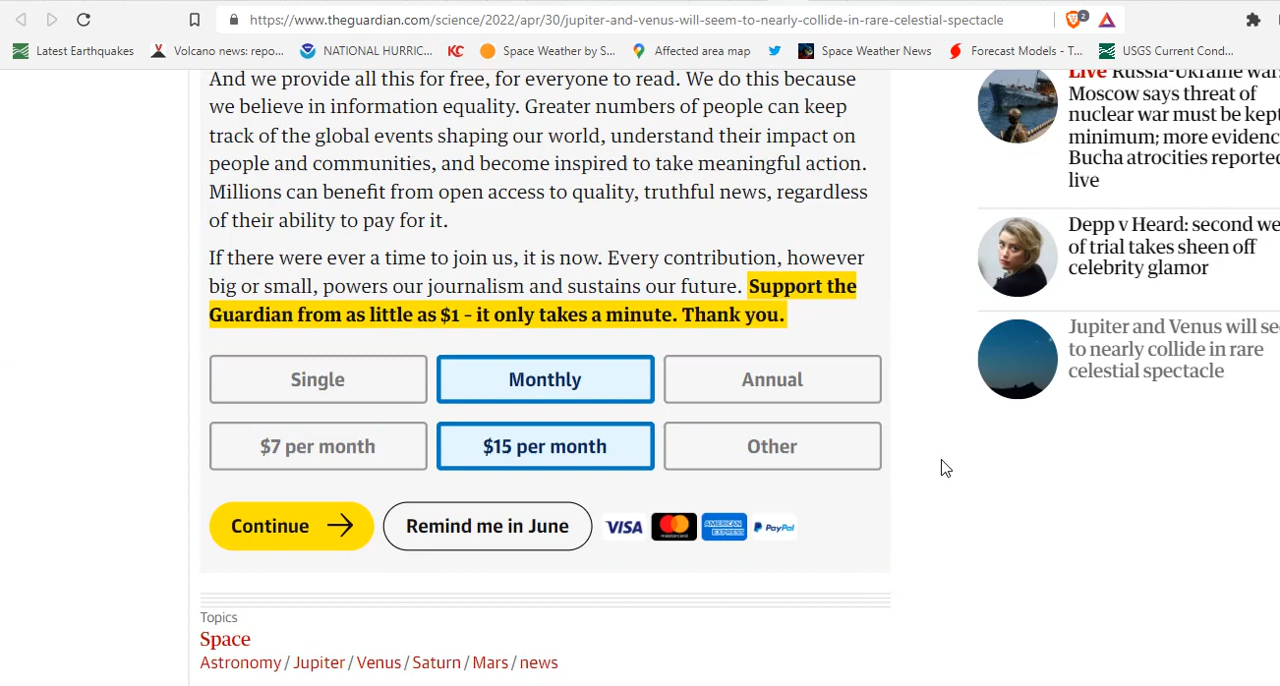 https://www.theguardian.com/science/2022/apr/30/jupiter-and-venus-will-seem-to-nearly-collide-in-rare-celestial-spectacle
2
Latest Earthquakes
Volcano news: repo...
NATIONAL HURRIC...
KC
Space Weather by S...
Affected area map
Space Weather News
Forecast Models - T...
USGS Current Cond...
And we provide all this for free, for everyone to read. We do this because
we believe in information equality. Greater numbers of people can keep
track of the global events shaping our world, understand their impact on
people and communities, and become inspired to take meaningful action.
Millions can benefit from open access to quality, truthful news, regardless
of their ability to pay for it.
If there were ever a time to join us, it is now. Every contribution, however
big or small, powers our journalism and sustains our future. Support the
Guardian from as little as $1 – it only takes a minute. Thank you.
Single
Monthly
Annual
$7 per month
$15 per month
Other
Continue
Remind me in June
VISA
mastercard
AMERICAN EXPRESS
PayPal
Topics
Space
Astronomy / Jupiter / Venus / Saturn / Mars / news
Live Russia-Ukraine war:
Moscow says threat of
nuclear war must be kept
minimum; more evidenc
Bucha atrocities reported
live
Depp v Heard: second we
of trial takes sheen off
celebrity glamor
Jupiter and Venus will se
to nearly collide in rare
celestial spectacle